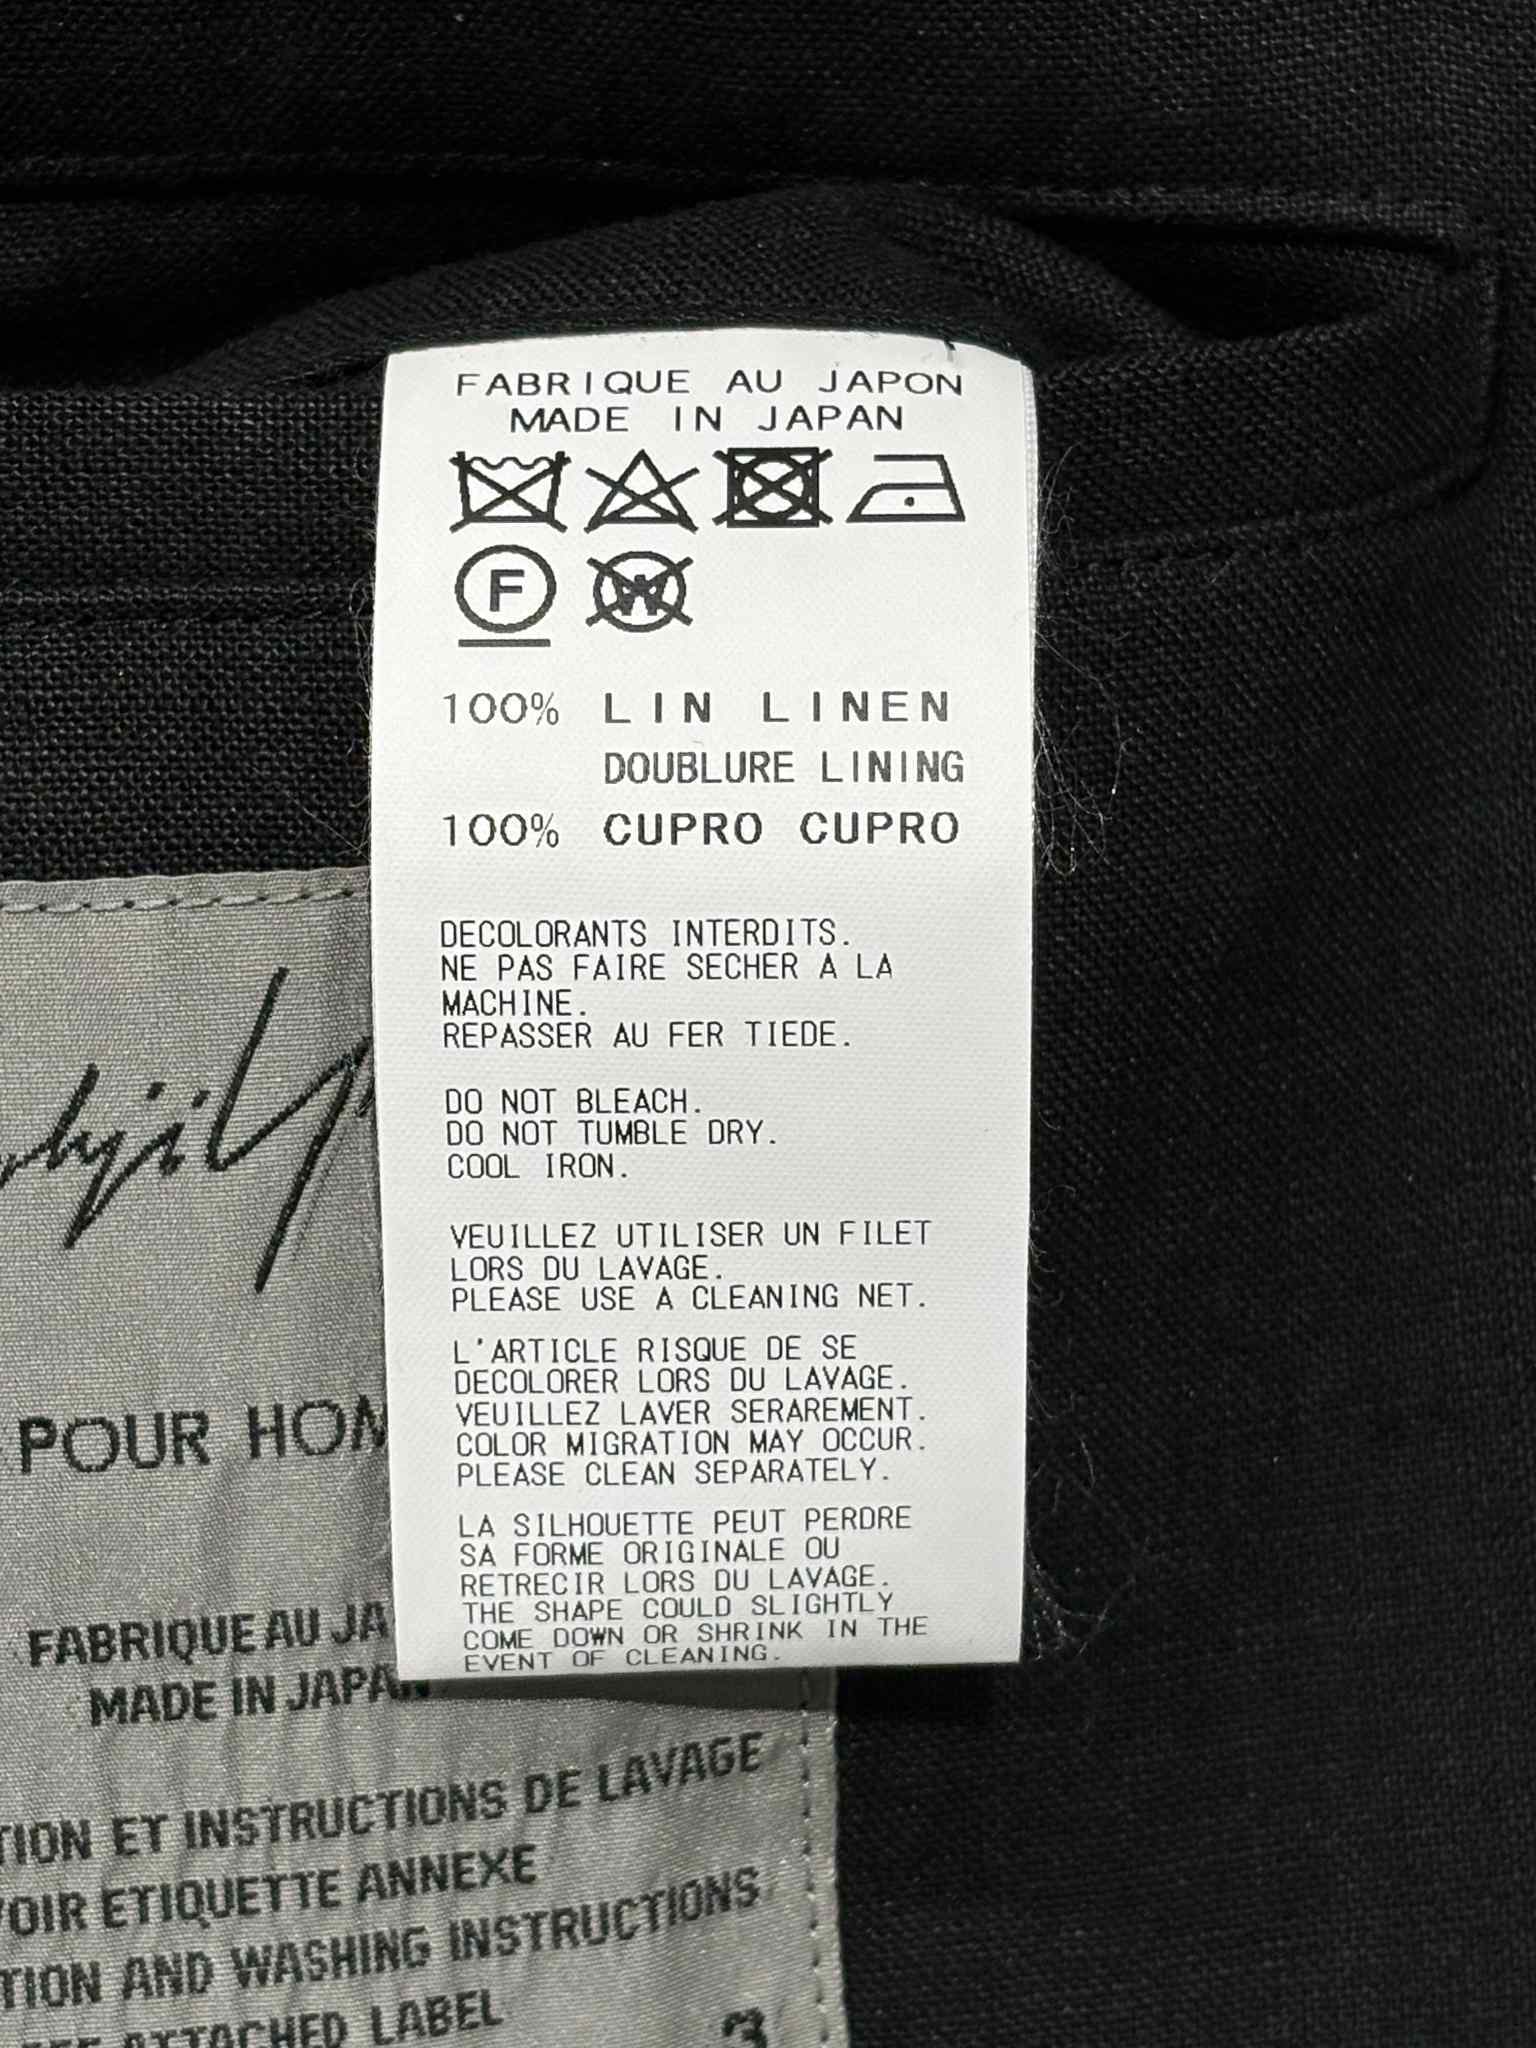 FABRIQUE AU JAPON
MADE IN JAPAN
F W
100% LIN LINEN
DOUBLURE LINING
100% CUPRO CUPRO
DECOLORANTS INTERDITS.
NE PAS FAIRE SECHER A LA
MACHINE.
REPASSER AU FER TIEDE.
DO NOT BLEACH.
DO NOT TUMBLE DRY.
COOL IRON.
VEUILLEZ UTILISER UN FILET
LORS DU LAVAGE.
PLEASE USE A CLEANING NET.
L'ARTICLE RISQUE DE SE
DECOLORER LORS DU LAVAGE.
VEUILLEZ LAVER SERAREMENT.
COLOR MIGRATION MAY OCCUR.
PLEASE CLEAN SEPARATELY.
LA SILHOUETTE PEUT PERDRE
SA FORME ORIGINALE OU
RETRECIR LORS DU LAVAGE.
THE SHAPE COULD SLIGHTLY
COME DOWN OR SHRINK IN THE
EVENT OF CLEANING.
POUR HOM
FABRIQUE AU JA
MADE IN JAPAN
TION ET INSTRUCTIONS DE LAVAGE
VOIR ETIQUETTE ANNEXE
TION AND WASHING INSTRUCTIONS
ATTACHED LABEL
3